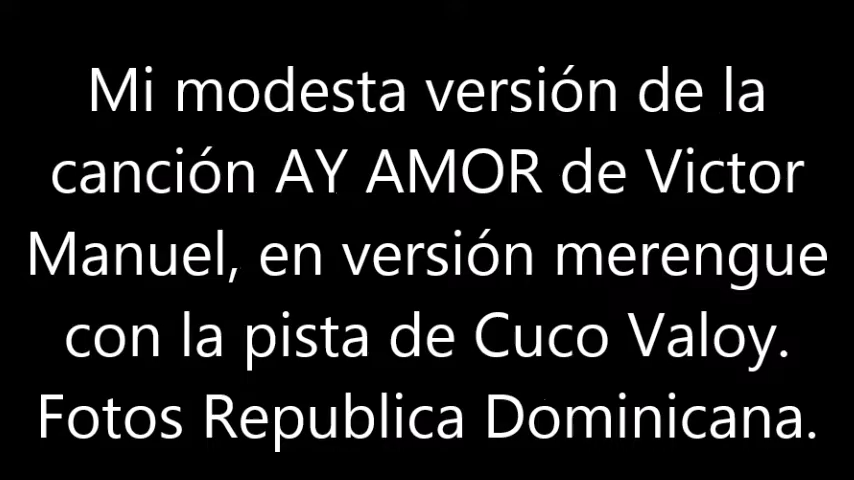 Mi modesta versión de la
canción AY AMOR de Victor
Manuel, en versión merengue
con la pista de Cuco Valoy.
Fotos Republica Dominicana.